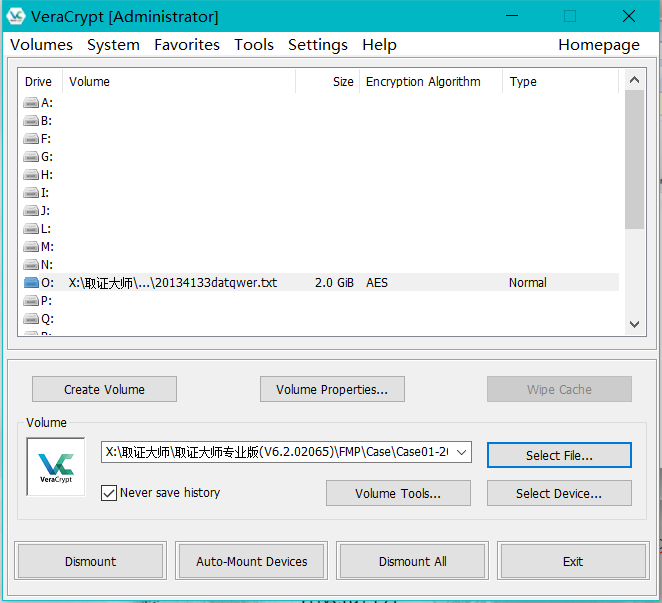 VeraCrypt [Administrator]
Volumes System Favorites Tools Settings Help Homepage
Drive Volume Size Encryption Algorithm Type
A:
B:
F:
G:
H:
I:
J:
L:
M:
N:
O: X:\取证大师\...\20134133datqwer.txt 2.0 GiB AES Normal
P:
Q:
Create Volume Volume Properties... Wipe Cache
Volume
X:\取证大师\取证大师专业版(V6.2.02065)\FMP\Case\Case01-20 Select File...
VeraCrypt
Never save history Volume Tools... Select Device...
Dismount Auto-Mount Devices Dismount All Exit